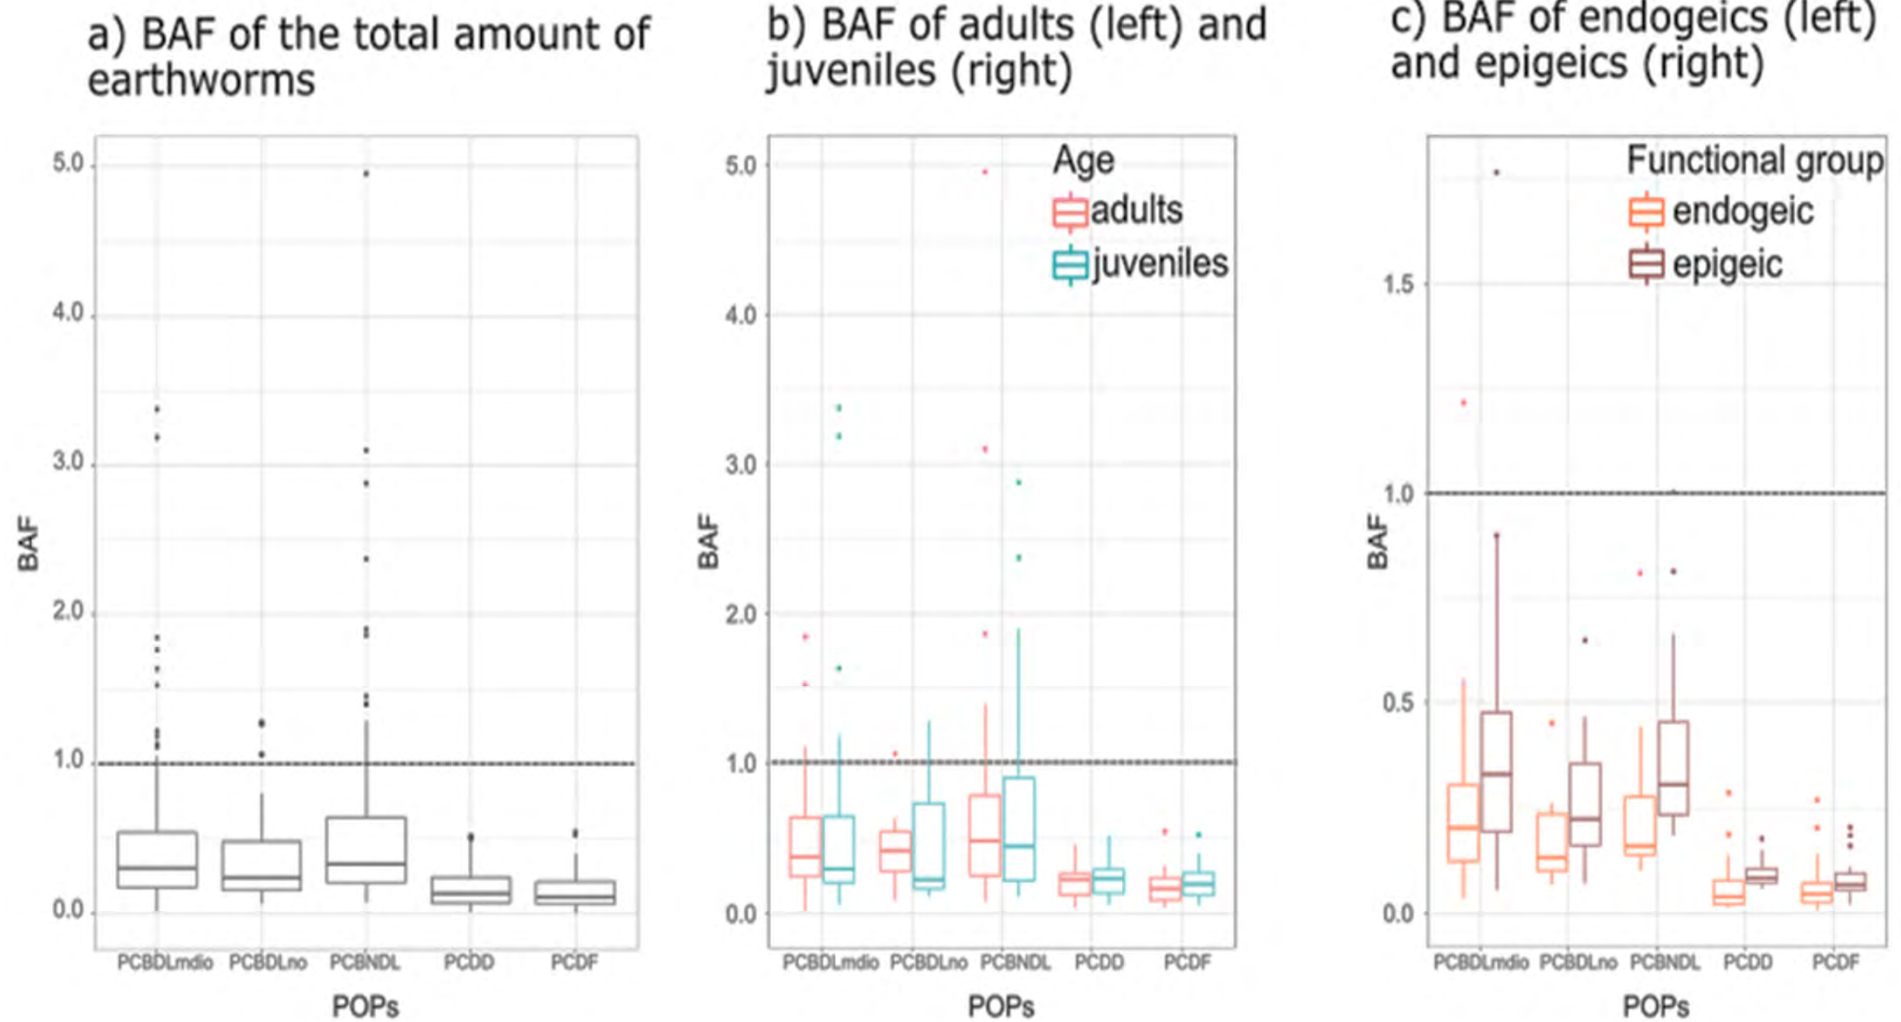 a) BAF of the total amount of
earthworms
5.0
4.0
3.0
2.0
1.0
0.0
BAF
PCBDLmdio PCBDLno PCBNDL PCDD PCDF
POPs
b) BAF of adults (left) and
juveniles (right)
Age
adults
juveniles
5.0
4.0
3.0
2.0
1.0
0.0
BAF
PCBDLmdio PCBDLno PCBNDL PCDD PCDF
POPs
c) BAF of endogeics (left)
and epigeics (right)
Functional group
endogeic
epigeic
1.5
1.0
0.5
0.0
BAF
PCBDLmdio PCBDLno PCBNDL PCDD PCDF
POPs